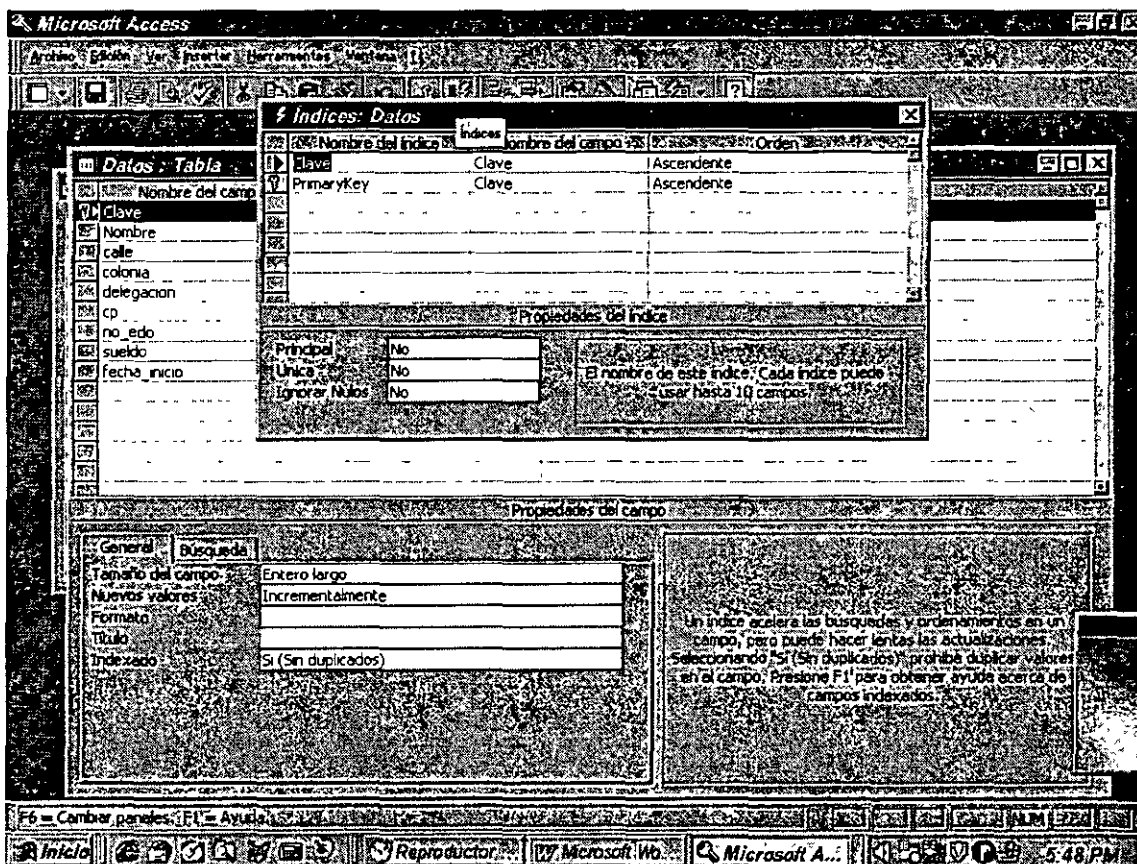 Microsoft Access
Archivo Edición Ver Insertar Herramientas Ventana ?
Índices: Datos
Índices
Nombre del índice Nombre del campo Orden
Clave Clave Ascendente
PrimaryKey Clave Ascendente
Propiedades del índice
Principal No
Única No
Ignorar Nulos No
El nombre de este índice. Cada índice puede
usar hasta 10 campos.
Datos : Tabla
Nombre del campo
Clave
Nombre
calle
colonia
delegacion
cp
no_edo
sueldo
fecha_inicio
Propiedades del campo
General Búsqueda
Tamaño del campo Entero largo
Nuevos valores Incrementalmente
Formato
Título
Indexado Sí (Sin duplicados)
Un índice acelera las búsquedas y ordenamientos en un
campo, pero puede hacer lentas las actualizaciones.
Seleccionando "Sí (Sin duplicados)" prohíbe duplicar valores
en el campo. Presione F1 para obtener ayuda acerca de
campos indexados.
F6 = Cambiar paneles. F1 = Ayuda. NUM
Inicio Reproductor... Microsoft Wo... Microsoft A... 5:48 PM